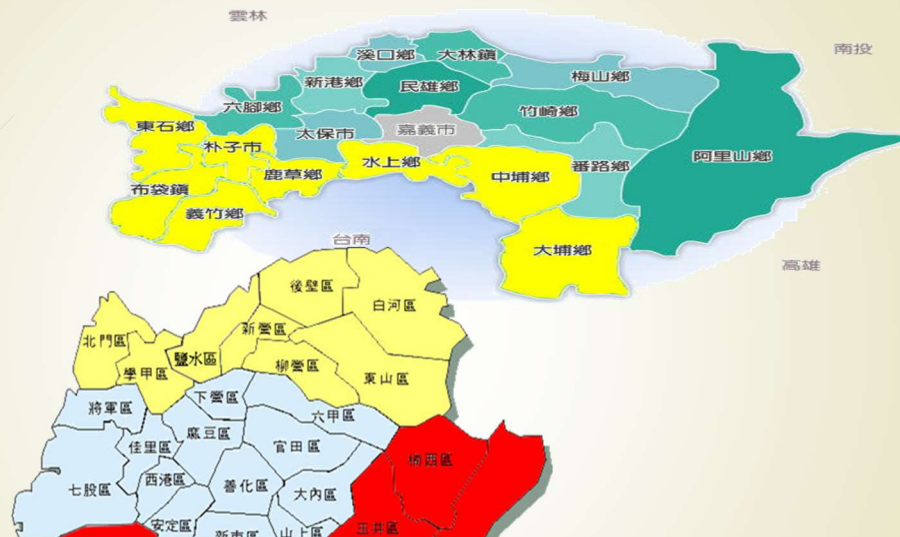 雲林
南投
溪口鄉
大林鎮
梅山鄉
新港鄉
民雄鄉
六腳鄉
竹崎鄉
東石鄉
太保市
嘉義市
朴子市
阿里山鄉
水上鄉
番路鄉
鹿草鄉
中埔鄉
布袋鎮
義竹鄉
台南
大埔鄉
高雄
後壁區
白河區
新營區
北門區
鹽水區
學甲區
柳營區
東山區
下營區
將軍區
六甲區
麻豆區
佳里區
官田區
楠西區
西港區
七股區
善化區
大內區
安定區
玉井區
新市區
山上區